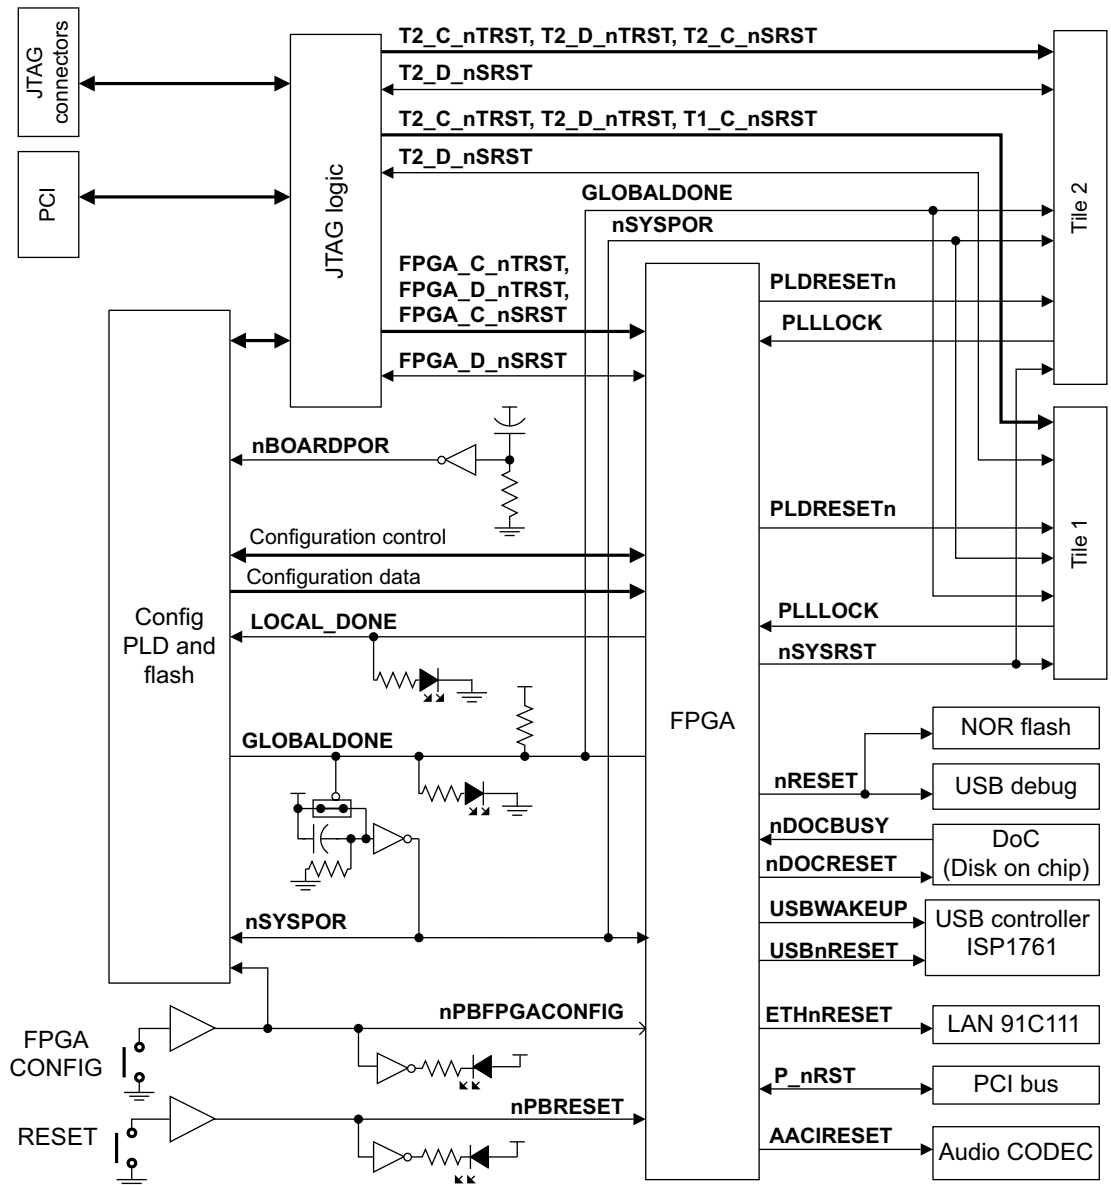 JTAG
connectors
PCI
JTAG logic
T2_C_nTRST, T2_D_nTRST, T2_C_nSRST
T2_D_nSRST
T2_C_nTRST, T2_D_nTRST, T1_C_nSRST
T2_D_nSRST
GLOBALDONE
nSYSPOR
Tile 2
FPGA_C_nTRST,
FPGA_D_nTRST,
FPGA_C_nSRST
FPGA_D_nSRST
PLDRESETn
PLLLOCK
nBOARDPOR
Configuration control
Configuration data
LOCAL_DONE
Config
PLD and
flash
PLDRESETn
PLLLOCK
nSYSRST
Tile 1
FPGA
GLOBALDONE
nSYSPOR
nRESET
NOR flash
USB debug
nDOCBUSY
nDOCRESET
DoC
(Disk on chip)
USBWAKEUP
USBnRESET
USB controller
ISP1761
FPGA
CONFIG
nPBFPGACONFIG
ETHnRESET
LAN 91C111
P_nRST
PCI bus
RESET
nPBRESET
AACIRESET
Audio CODEC